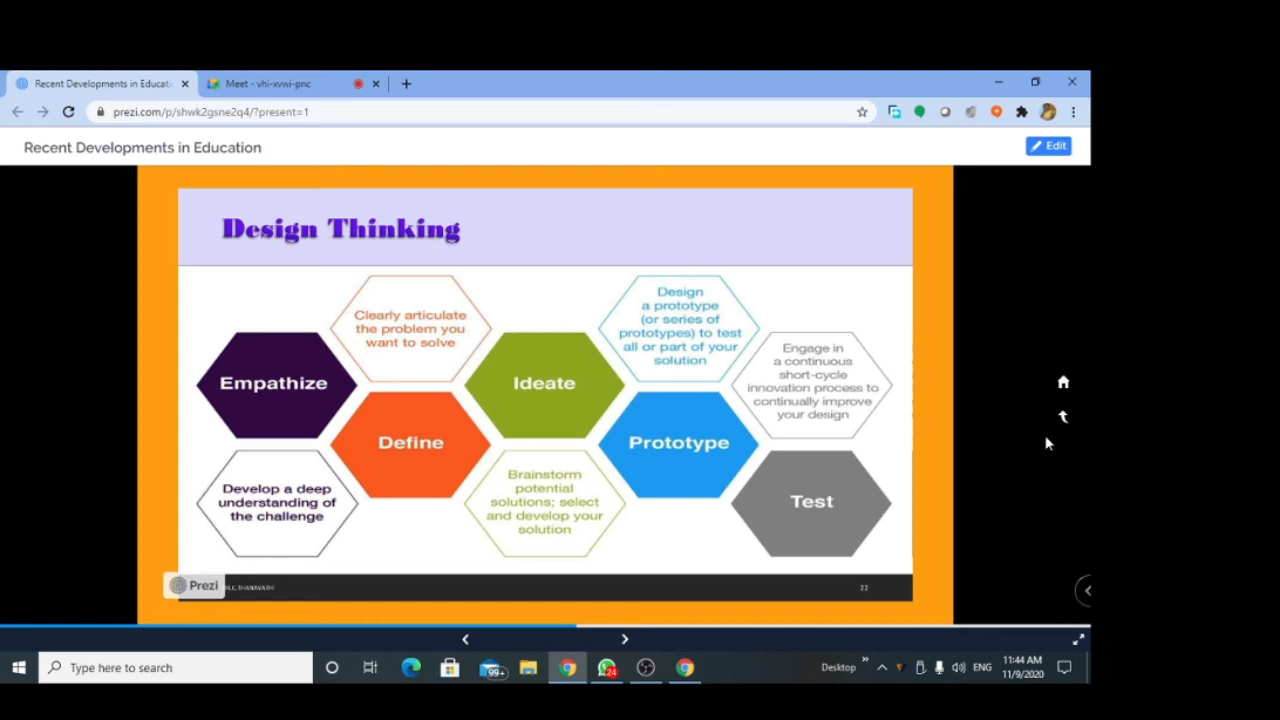 Recent Developments in Educati
Meet - vhi-xvwi-pnc
prezi.com/p/shwk2gsne2q4/?present=1
Recent Developments in Education
Edit
Design Thinking
Clearly articulate
the problem you
want to solve
Design
a prototype
(or series of
prototypes) to test
all or part of your
solution
Engage in
a continuous
short-cycle
innovation process to
continually improve
your design
Empathize
Ideate
Define
Prototype
Develop a deep
understanding of
the challenge
Brainstorm
potential
solutions; select
and develop your
solution
Test
Prezi
22
Type here to search
99+
24
Desktop
ENG
11:44 AM
11/9/2020